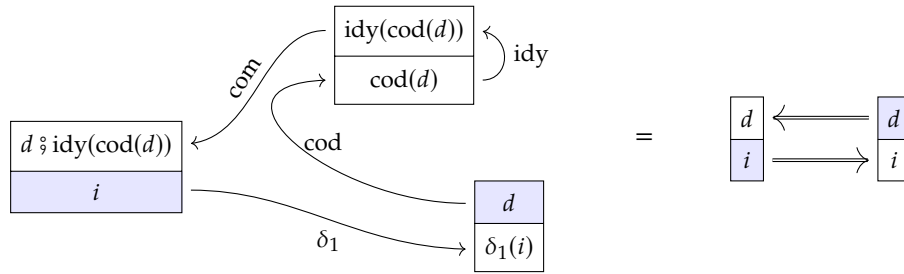 idy(cod(d))
idy
cod(d)
com
cod
d ⨟ idy(cod(d))
i
δ₁
d
δ₁(i)
=
d
i
d
i